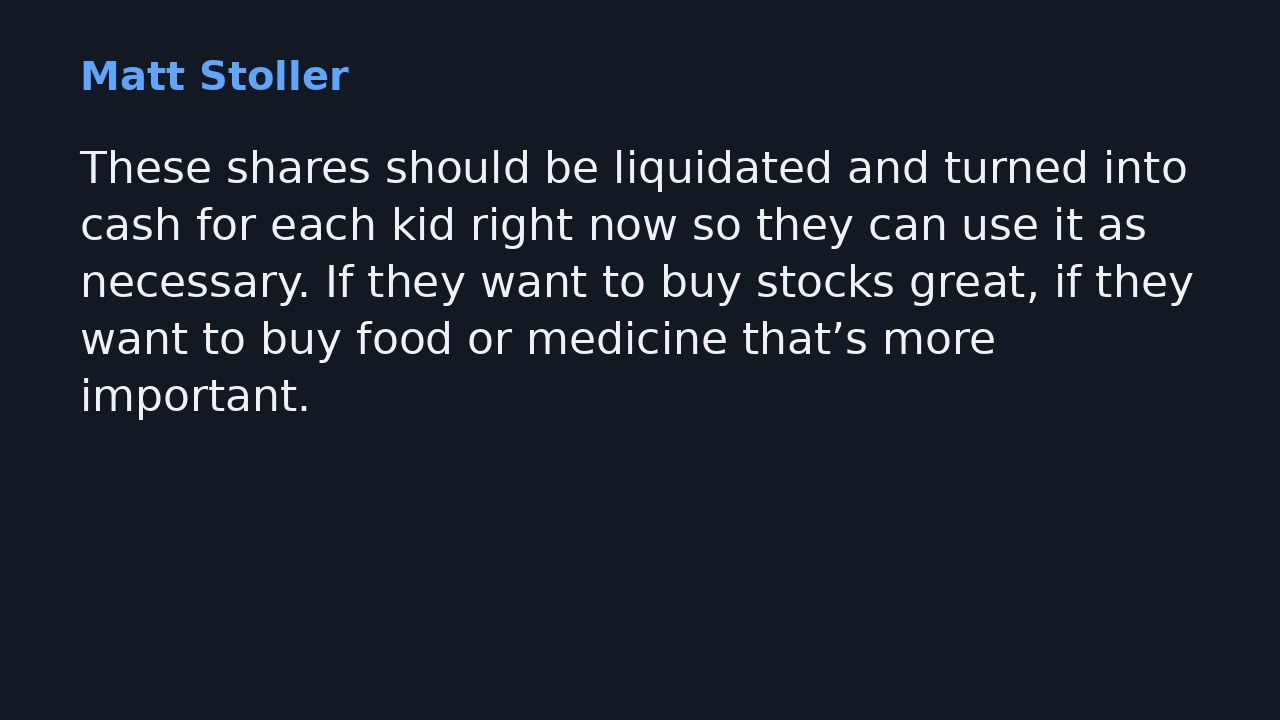 Matt Stoller
These shares should be liquidated and turned into
cash for each kid right now so they can use it as
necessary. If they want to buy stocks great, if they
want to buy food or medicine that’s more
important.